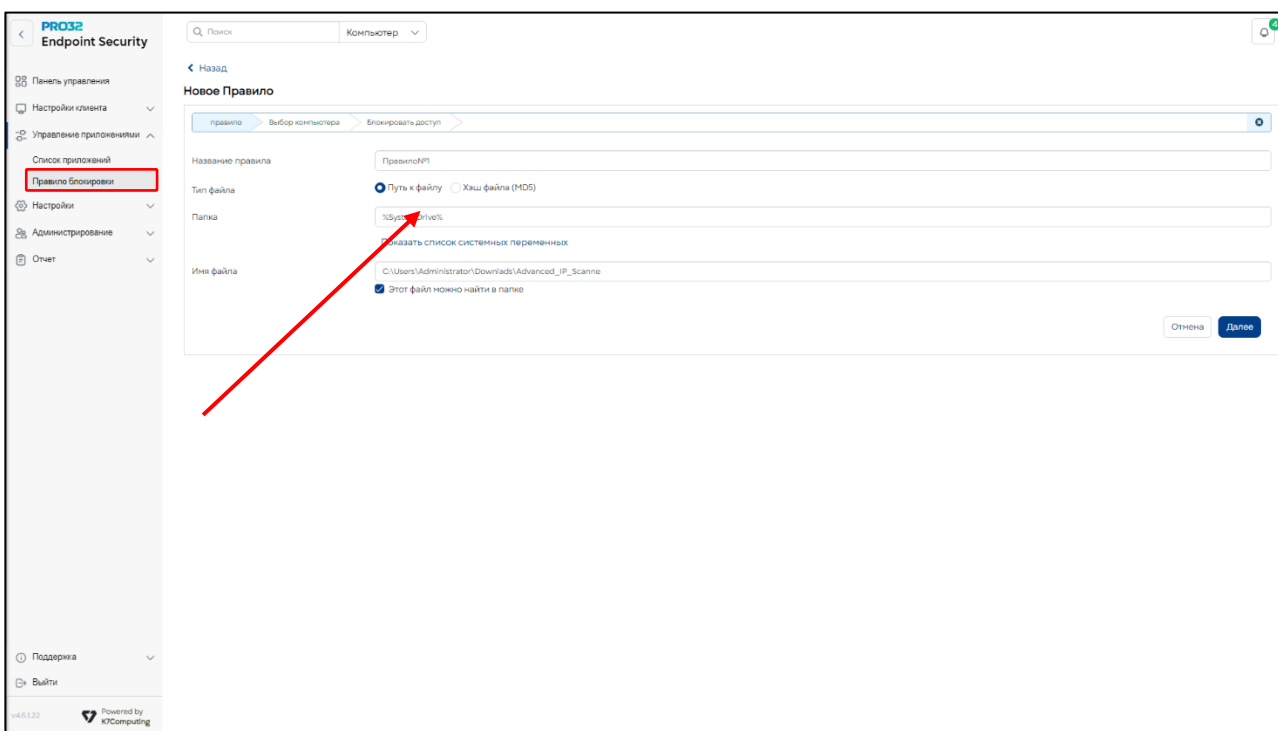 PRO32
Endpoint Security
Поиск
Компьютер
4
Назад
Новое Правило
Панель управления
Настройки клиента
Управление приложениями
Список приложений
Правило блокировки
Настройки
Администрирование
Отчет
правило Выбор компьютера Блокировать доступ
Название правила Правило№1
Тип файла Путь к файлу Хэш файла (MD5)
Папка
Показать список системных переменных
Имя файла C:\Users\Administrator\Downlads\Advanced_IP_Scanne
Этот файл можно найти в папке
Отмена Далее
Поддержка
Выйти
v4.6.1.22
Powered by
K7Computing